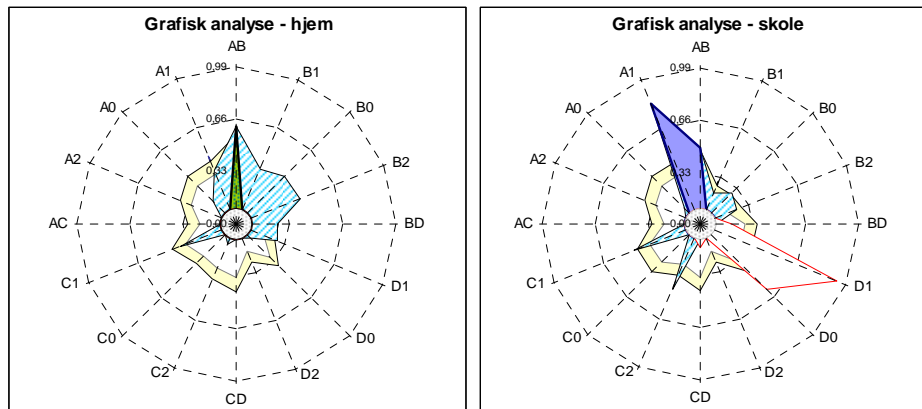 Grafisk analyse - hjem
AB
0,99
A1
B1
A0
B0
0,66
A2
B2
0,33
AC
0,00
BD
C1
D1
C0
D0
C2
D2
CD
Grafisk analyse - skole
AB
0,99
A1
B1
A0
B0
0,66
A2
B2
0,33
AC
0,00
BD
C1
D1
C0
D0
C2
D2
CD